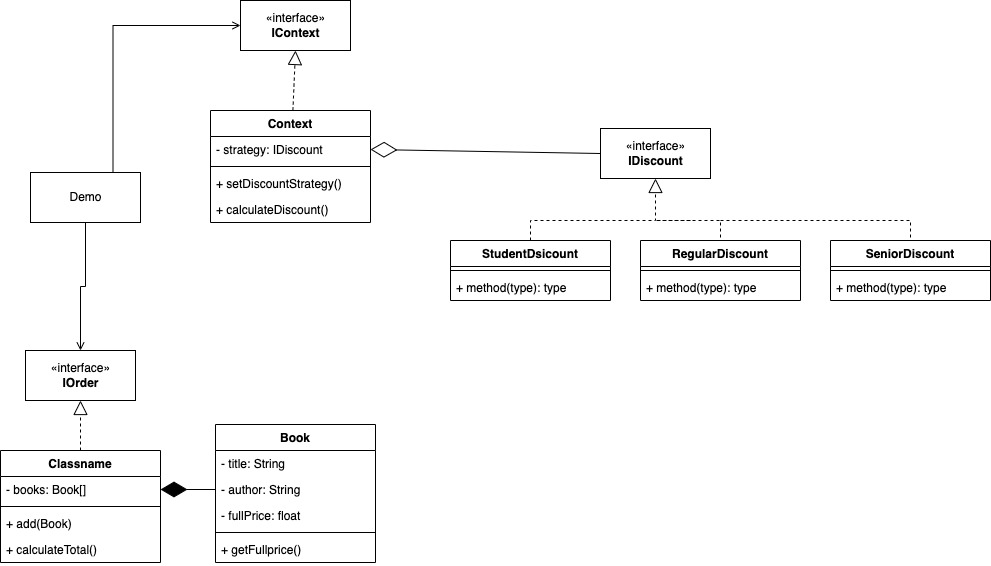 «interface»
IContext
Context
- strategy: IDiscount
+ setDiscountStrategy()
+ calculateDiscount()
«interface»
IDiscount
Demo
StudentDsicount
+ method(type): type
RegularDiscount
+ method(type): type
SeniorDiscount
+ method(type): type
«interface»
IOrder
Classname
- books: Book[]
+ add(Book)
+ calculateTotal()
Book
- title: String
- author: String
- fullPrice: float
+ getFullprice()